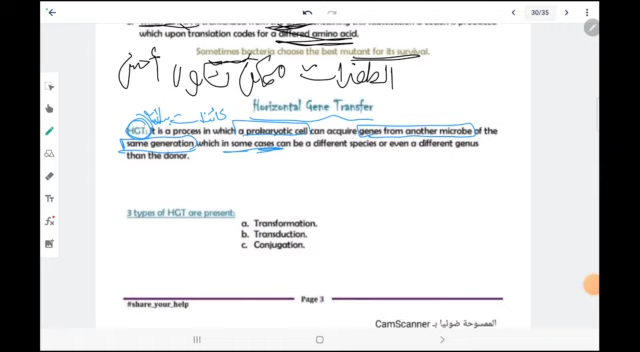 30/35
which upon translation codes for a differed amino acid.
Sometimes bacteria choose the best mutant for its survival.
الطفرات ممكن تكون أحسن
Horizontal Gene Transfer
HGT: It is a process in which a prokaryotic cell can acquire genes from another microbe of the
same generation which in some cases can be a different species or even a different genus
than the donor.
3 types of HGT are present:
a. Transformation.
b. Transduction.
c. Conjugation.
#share_your_help
Page 3
الممسوحة ضوئيا بـ CamScanner